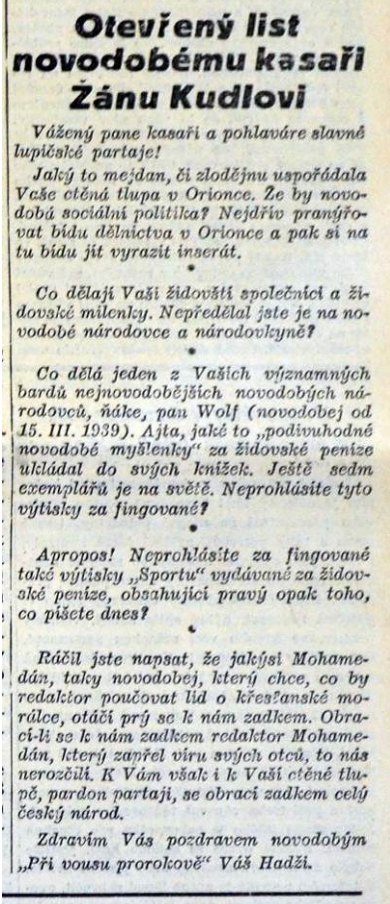 Otevřený list
novodobému kasaři
Žánu Kudlovi
Vážený pane kasaři a pohlaváre slavné
lupičské partaje!
Jaký to mejdan, či zlodějnu uspořádala
Vaše ctěná tlupa v Orionce. Že by novo-
dobá sociální politika? Nejdřív pranýřo-
vat bídu dělnictva v Orionce a pak si na
tu bídu jít vyrazit inserát.
*
Co dělají Vaši židovští společníci a ži-
dovské milenky. Nepředělal jste je na no-
vodobé národovce a národovkyně?
*
Co dělá jeden z Vašich významných
bardů nejnovodobějších novodobých ná-
rodovců, ňáke, pan Wolf (novodobej od
15. III. 1939). Ajta, jaké to „podivuhodné
novodobé myšlenky“ za židovské peníze
ukládal do svých knížek. Ještě sedm
exemplářů je na světě. Neprohlásíte tyto
výtisky za fingované?
*
Apropos! Neprohlásíte za fingované
také výtisky „Sportu“ vydávané za židov-
ské peníze, obsahující pravý opak toho,
co píšete dnes?
*
Ráčil jste napsat, že jakýsi Mohame-
dán, taky novodobej, který chce, co by
redaktor poučovat lid o křesťanské mo-
rálce, otáčí prý se k nám zadkem. Obra-
cí-li se k nám zadkem redaktor Mohame-
dán, který zapřel víru svých otců, to nás
nerozčílí. K Vám však i k Vaší ctěné tlu-
pě, pardon partaji, se obrací zadkem celý
český národ.
Zdravím Vás pozdravem novodobým
„Při vousu prorokově“ Váš Hadži.